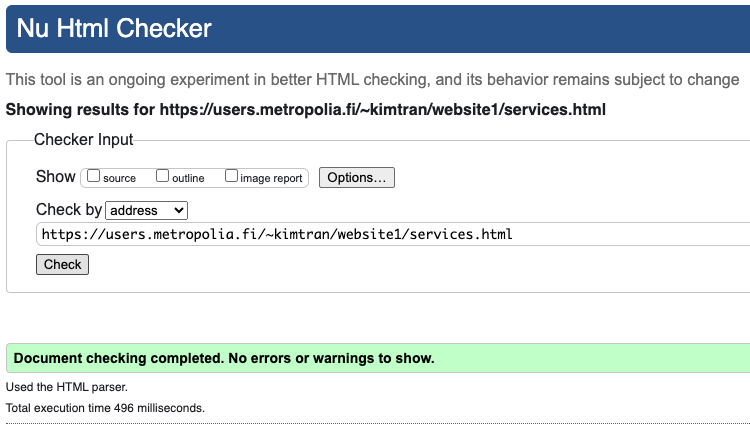 Nu Html Checker
This tool is an ongoing experiment in better HTML checking, and its behavior remains subject to change
Showing results for https://users.metropolia.fi/~kimtran/website1/services.html
Checker Input
Show source outline image report Options...
Check by address
https://users.metropolia.fi/~kimtran/website1/services.html
Check
Document checking completed. No errors or warnings to show.
Used the HTML parser.
Total execution time 496 milliseconds.